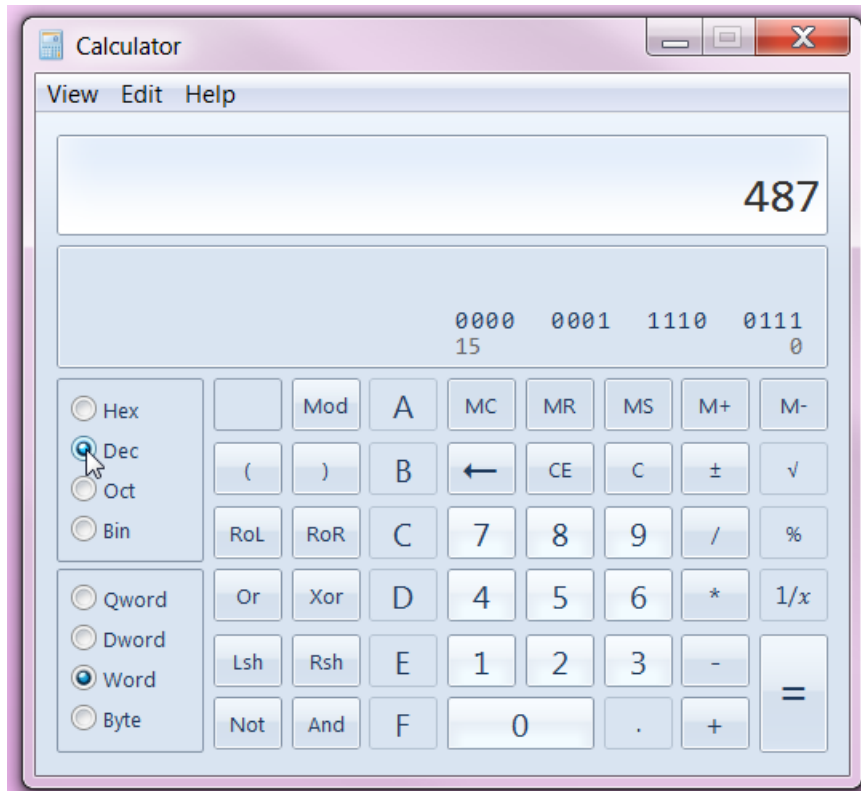 Calculator
View Edit Help
487
0000 0001 1110 0111
15 0
Hex
Dec
Oct
Bin
Qword
Dword
Word
Byte
Mod A MC MR MS M+ M-
( ) B ← CE C ± √
RoL RoR C 7 8 9 / %
Or Xor D 4 5 6 * 1/x
Lsh Rsh E 1 2 3 - =
Not And F 0 . +